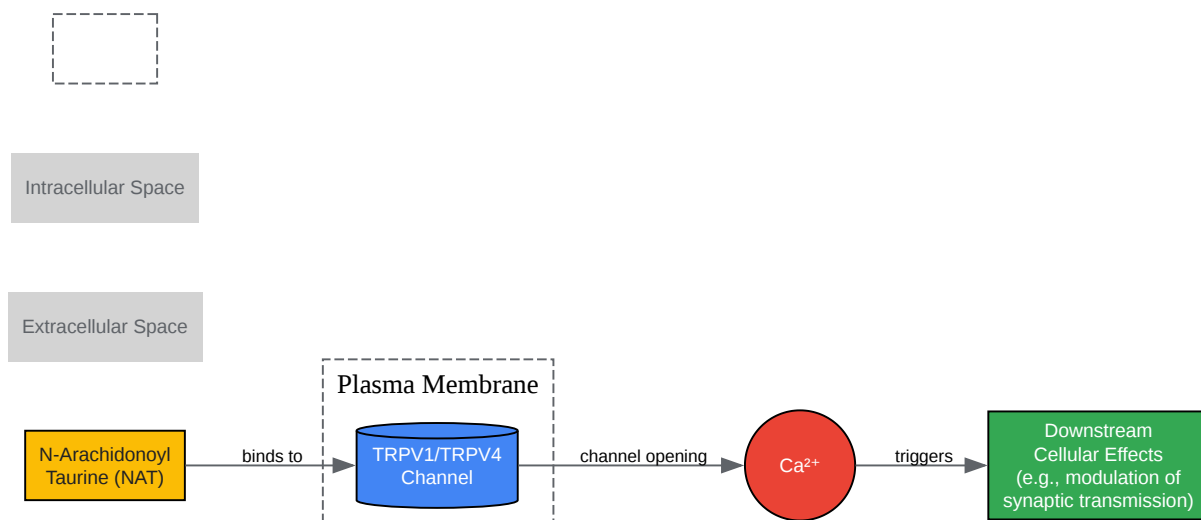 Intracellular Space
Extracellular Space
Plasma Membrane
N-Arachidonoyl
Taurine (NAT)
binds to
TRPV1/TRPV4
Channel
channel opening
Ca²⁺
triggers
Downstream
Cellular Effects
(e.g., modulation of
synaptic transmission)